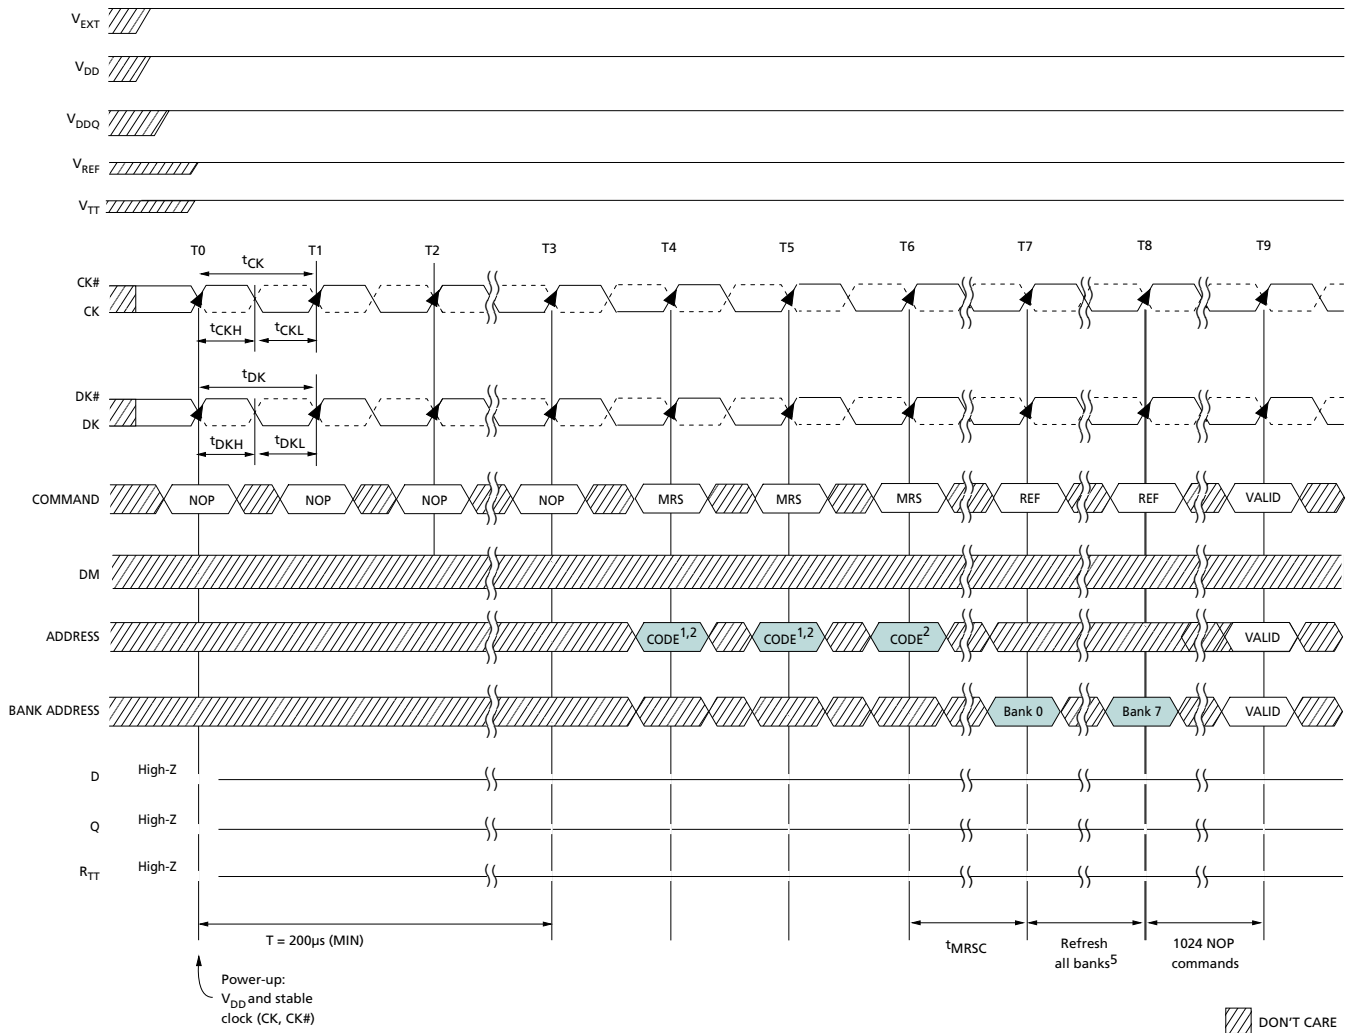 VEXT
VDD
VDDQ
VREF
VTT
T0 T1 T2 T3 T4 T5 T6 T7 T8 T9
tCK
CK#
CK
tCKH tCKL
tDK
DK#
DK
tDKH tDKL
COMMAND NOP NOP NOP NOP MRS MRS MRS REF REF VALID
DM
ADDRESS CODE1,2 CODE1,2 CODE2 VALID
BANK ADDRESS Bank 0 Bank 7 VALID
D High-Z
Q High-Z
RTT High-Z
T = 200µs (MIN)
tMRSC
Refresh
all banks5
1024 NOP
commands
Power-up:
VDD and stable
clock (CK, CK#)
DON'T CARE